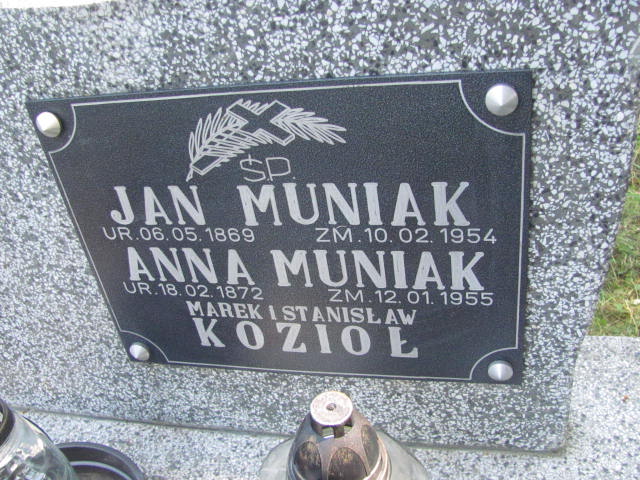 Ś.P.
JAN MUNIAK
UR. 06. 05. 1869 ZM. 10. 02. 1954
ANNA MUNIAK
UR. 18. 02. 1872 ZM. 12. 01. 1955
MAREK I STANISŁAW
KOZIOŁ